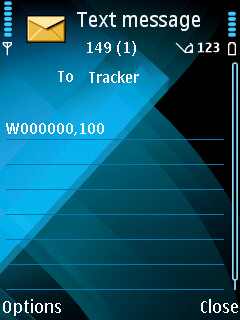 Text message
149 (1)
123
To Tracker
W000000,100
Options
Close